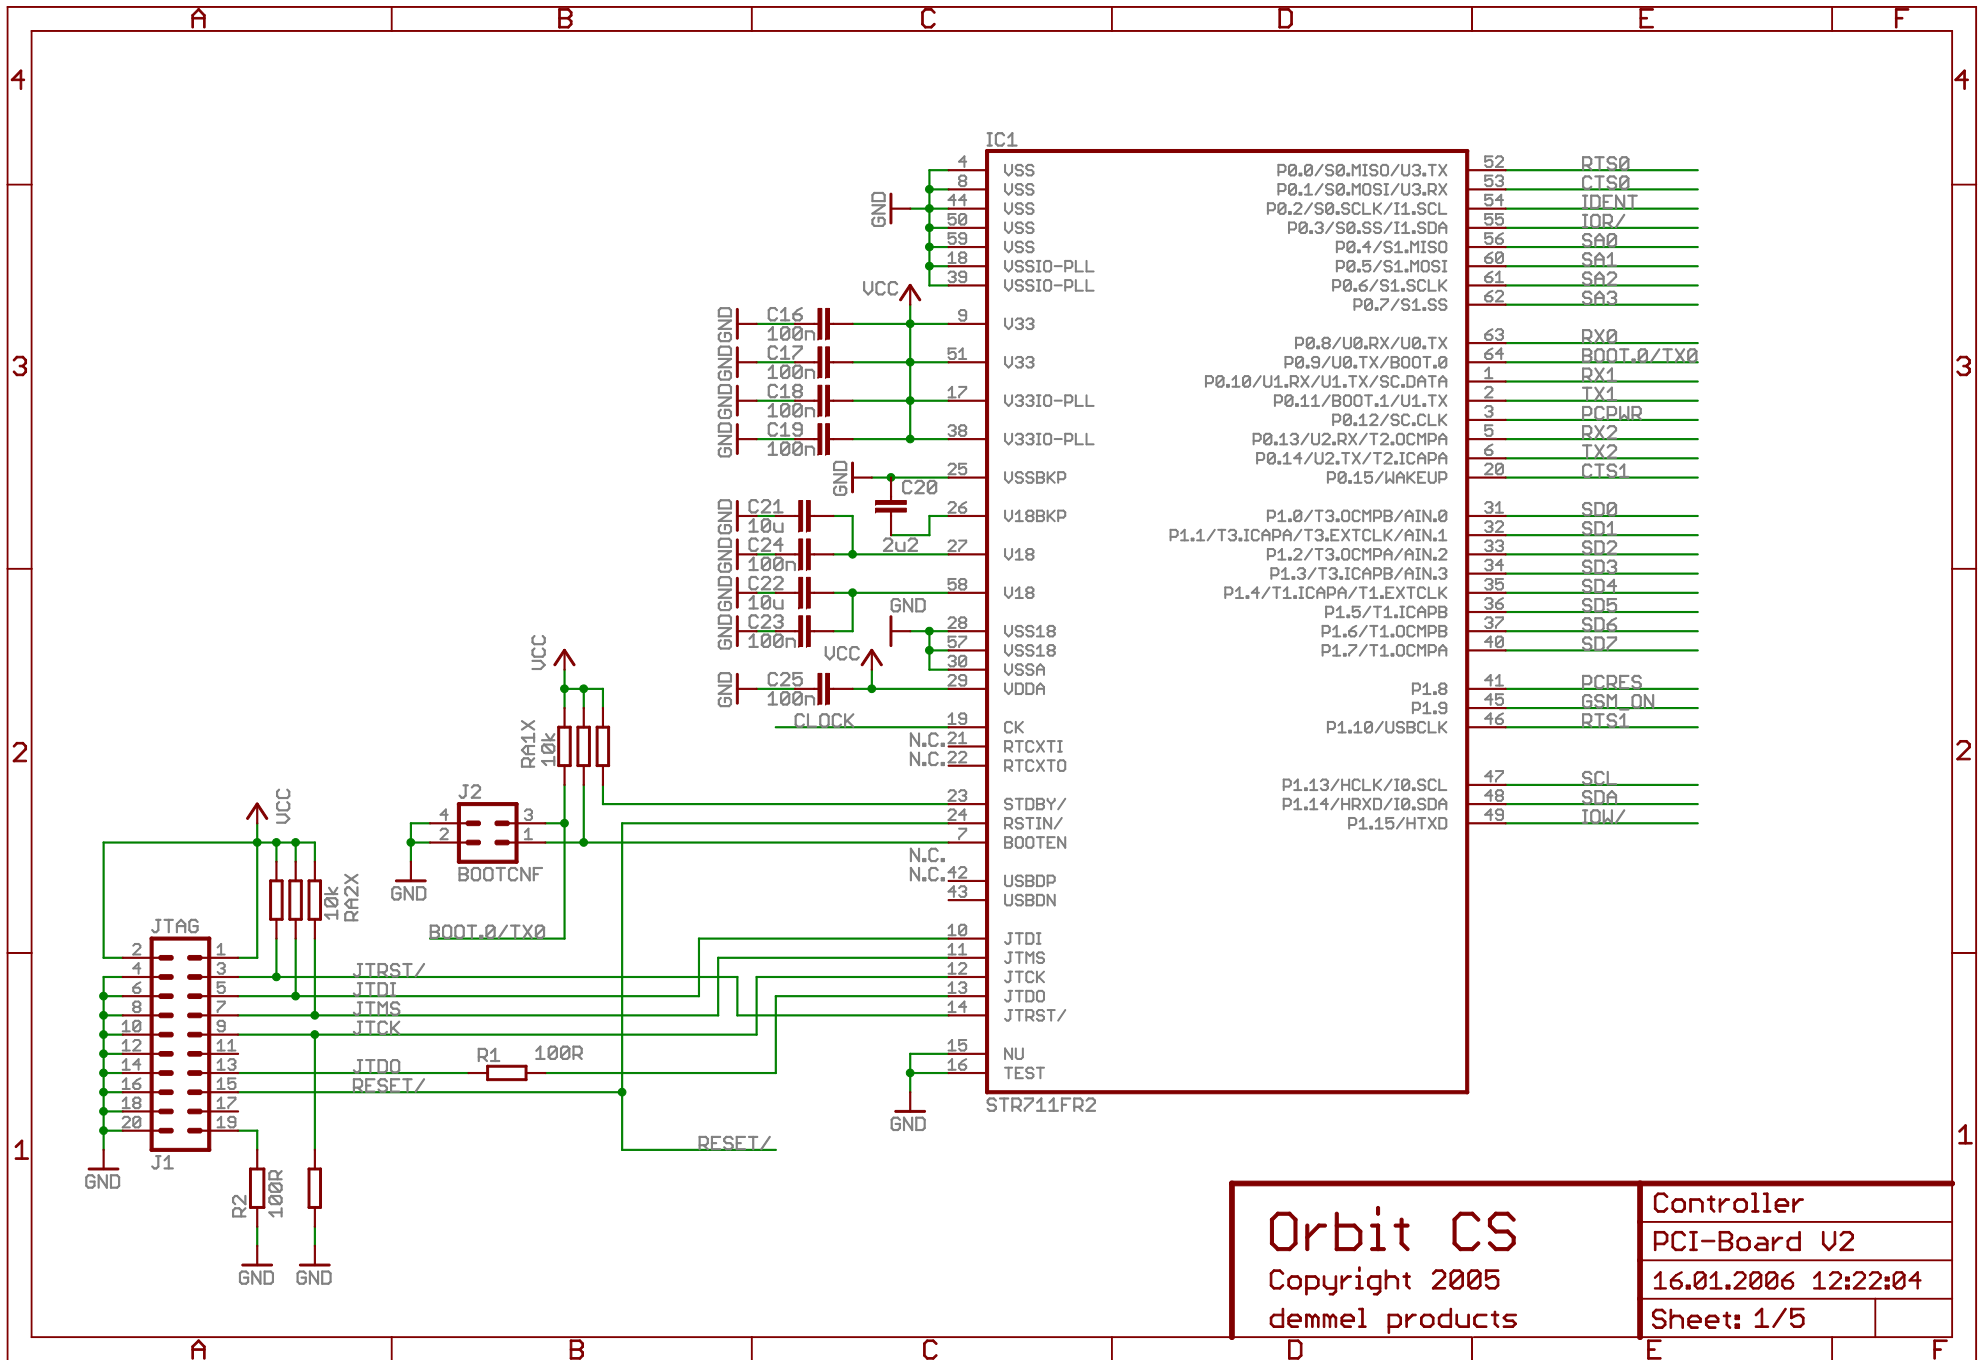 A B C D E F
4 4
IC1
4 VSS P0.0/S0.MISO/U3.TX 52 RTS0
8 VSS P0.1/S0.MOSI/U3.RX 53 CTS0
GND 44 VSS P0.2/S0.SCLK/I1.SCL 54 IDENT
50 VSS P0.3/S0.SS/I1.SDA 55 IOR/
59 VSS P0.4/S1.MISO 56 SA0
18 VSSIO-PLL P0.5/S1.MOSI 60 SA1
39 VSSIO-PLL P0.6/S1.SCLK 61 SA2
VCC P0.7/S1.SS 62 SA3
GND C16 100n 9 V33
P0.8/U0.RX/U0.TX 63 RX0
GND C17 100n 51 V33 P0.9/U0.TX/BOOT.0 64 BOOT.0/TX0
3 3
P0.10/U1.RX/U1.TX/SC.DATA 1 RX1
GND C18 100n 17 V33IO-PLL P0.11/BOOT.1/U1.TX 2 TX1
P0.12/SC.CLK 3 PCPWR
GND C19 100n 38 V33IO-PLL P0.13/U2.RX/T2.OCMPA 5 RX2
P0.14/U2.TX/T2.ICAPA 6 TX2
GND 25 VSSBKP P0.15/WAKEUP 20 CTS1
C20
2u2
GND C21 10u 26 V18BKP P1.0/T3.OCMPB/AIN.0 31 SD0
P1.1/T3.ICAPA/T3.EXTCLK/AIN.1 32 SD1
GND C24 100n 27 V18 P1.2/T3.OCMPA/AIN.2 33 SD2
P1.3/T3.ICAPB/AIN.3 34 SD3
GND C22 10u 58 V18 P1.4/T1.ICAPA/T1.EXTCLK 35 SD4
GND P1.5/T1.ICAPB 36 SD5
GND C23 100n 28 VSS18 P1.6/T1.OCMPB 37 SD6
VCC 57 VSS18 P1.7/T1.OCMPA 40 SD7
30 VSSA
GND C25 100n 29 VDDA P1.8 41 PCRES
P1.9 45 GSM_ON
CLOCK 19 CK P1.10/USBCLK 46 RTS1
N.C. 21 RTCXTI
N.C. 22 RTCXTO
2 2
P1.13/HCLK/I0.SCL 47 SCL
23 STDBY/ P1.14/HRXD/I0.SDA 48 SDA
24 RSTIN/ P1.15/HTXD 49 IOW/
7 BOOTEN
N.C.
N.C. 42 USBDP
43 USBDN
10 JTDI
11 JTMS
12 JTCK
13 JTDO
14 JTRST/
15 NU
16 TEST
GND
STR711FR2
VCC
RA1X
10k
J2
4 3
2 1
BOOTCNF
GND
BOOT.0/TX0
VCC
10k
RA2X
JTAG
2 1
4 3 JTRST/
6 5 JTDI
8 7 JTMS
10 9 JTCK
12 11
14 13 JTDO R1 100R
16 15 RESET/
18 17
20 19
J1
GND
RESET/
1 1
R2
100R
GND GND
Orbit CS
Copyright 2005
demmel products
Controller
PCI-Board V2
16.01.2006 12:22:04
Sheet: 1/5
A B C D E F